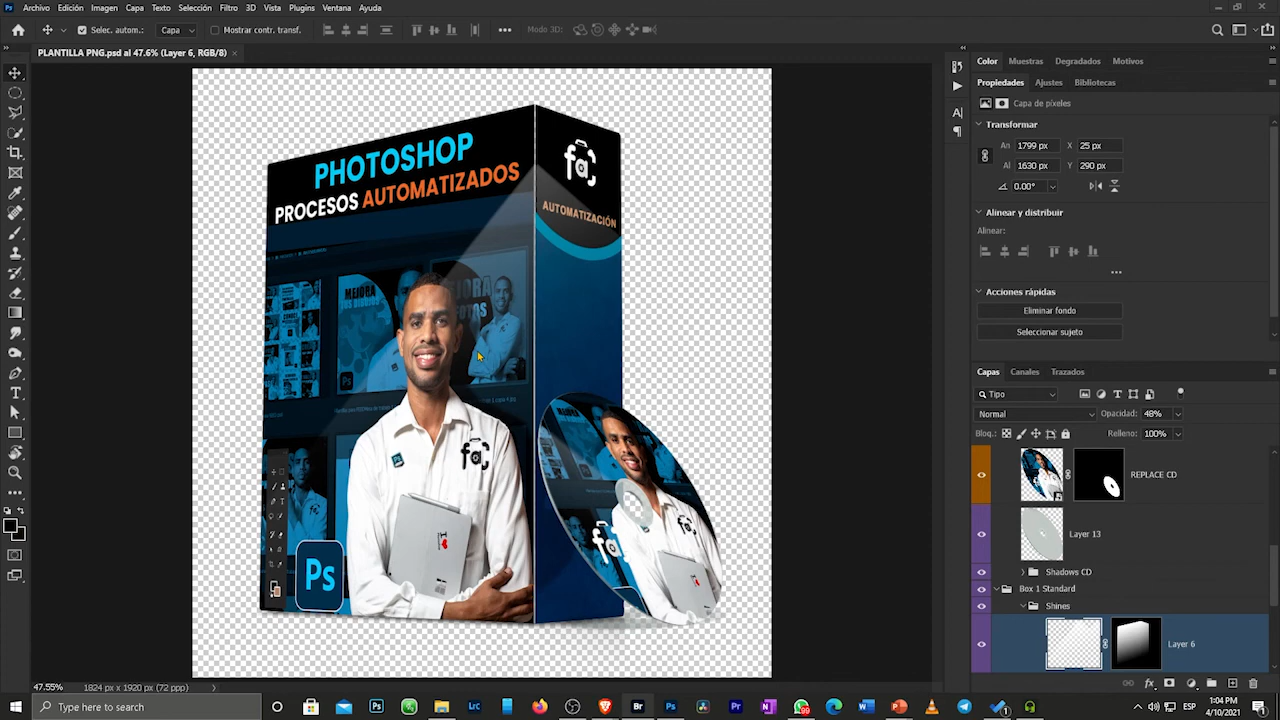 Archivo Edición Imagen Capa Texto Selección Filtro 3D Vista Plugins Ventana Ayuda
Selec. autom.: Capa Mostrar contr. transf. Modo 3D:
PLANTILLA PNG.psd al 47.6% (Layer 6, RGB/8)
Color Muestras Degradados Motivos
Propiedades Ajustes Bibliotecas
Capa de píxeles
Transformar
An 1799 px X 25 px
Al 1630 px Y 290 px
0.00°
Alinear y distribuir
Alinear:
Acciones rápidas
Eliminar fondo
Seleccionar sujeto
Capas Canales Trazados
Tipo
Normal Opacidad: 48%
Bloq.: Relleno: 100%
REPLACE CD
Layer 13
Shadows CD
Box 1 Standard
Shines
Layer 6
PHOTOSHOP
PROCESOS AUTOMATIZADOS
fac
AUTOMATIZACIÓN
MEJORA
fac
Ps
fac
47.55% 1824 px x 1920 px (72 ppp)
Type here to search
ESP
1:04 PM
4/10/2021